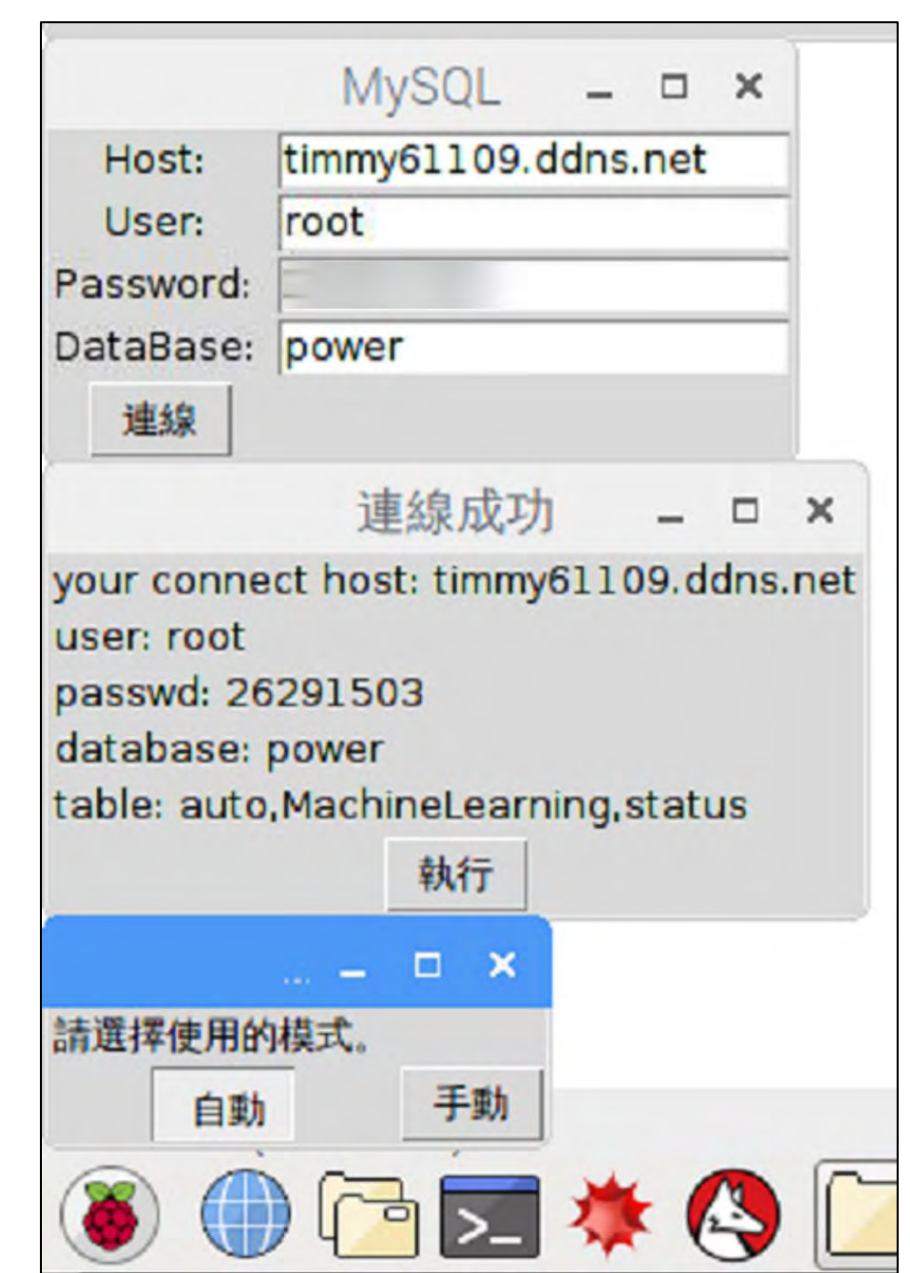 MySQL
Host: timmy61109.ddns.net
User: root
Password:
DataBase: power
連線
連線成功
your connect host: timmy61109.ddns.net
user: root
passwd: 26291503
database: power
table: auto,MachineLearning,status
執行
...
請選擇使用的模式。
自動 手動
>_